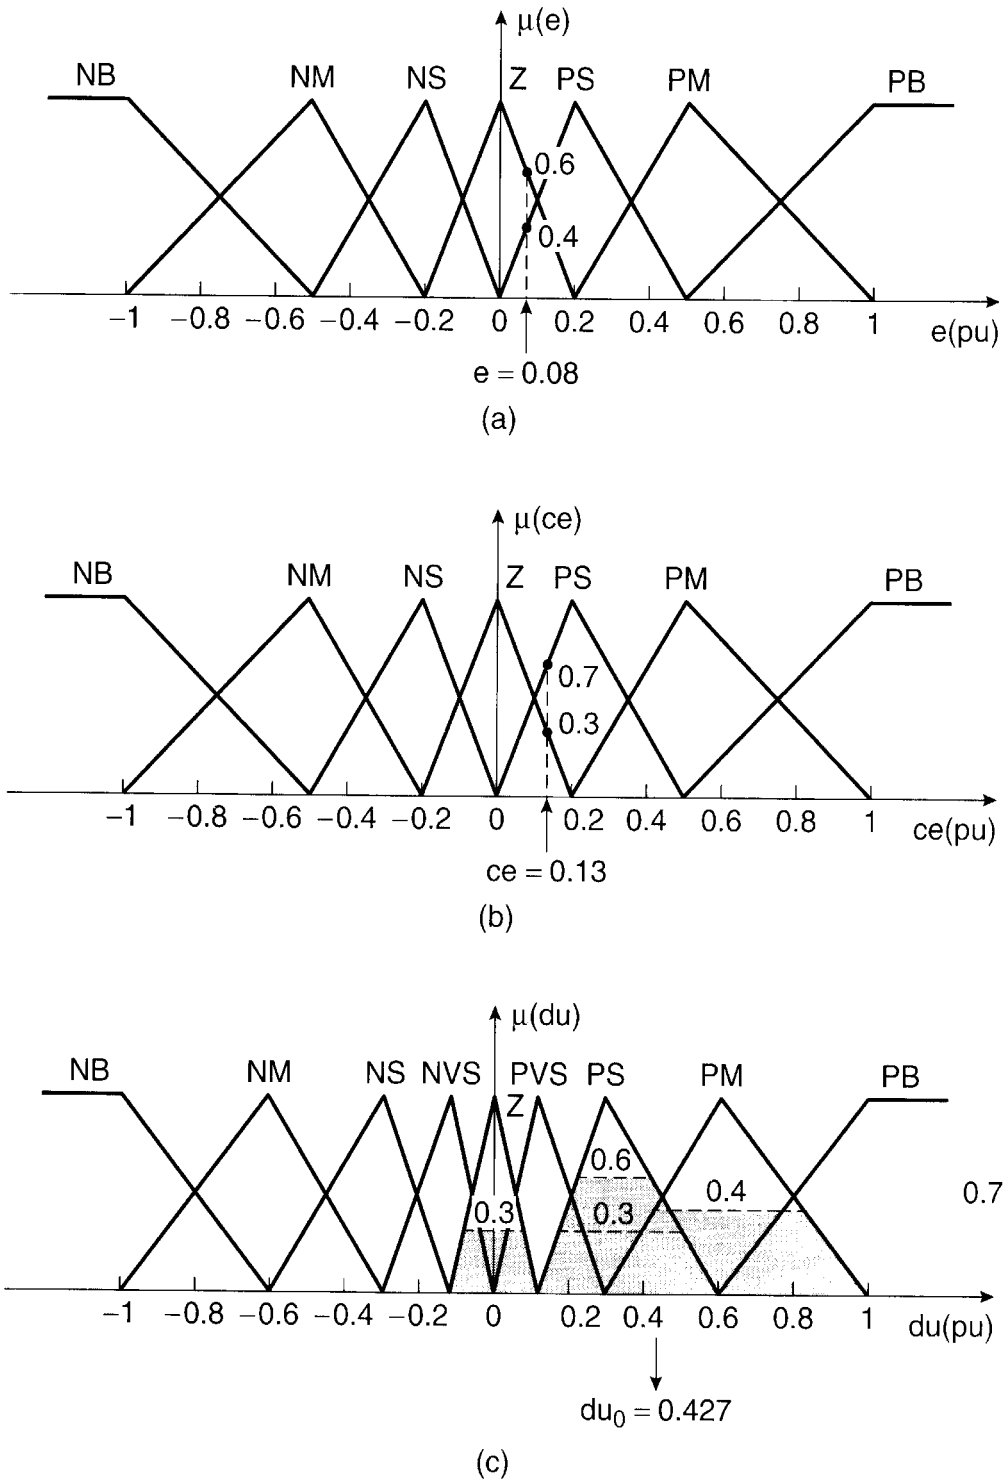 μ(e)
NB NM NS Z PS PM PB
0.6
0.4
−1 −0.8 −0.6 −0.4 −0.2 0 0.2 0.4 0.6 0.8 1 e(pu)
e = 0.08
(a)
μ(ce)
NB NM NS Z PS PM PB
0.7
0.3
−1 −0.8 −0.6 −0.4 −0.2 0 0.2 0.4 0.6 0.8 1 ce(pu)
ce = 0.13
(b)
μ(du)
NB NM NS NVS Z PVS PS PM PB
0.6
0.4 0.7
0.3 0.3
−1 −0.8 −0.6 −0.4 −0.2 0 0.2 0.4 0.6 0.8 1 du(pu)
du₀ = 0.427
(c)